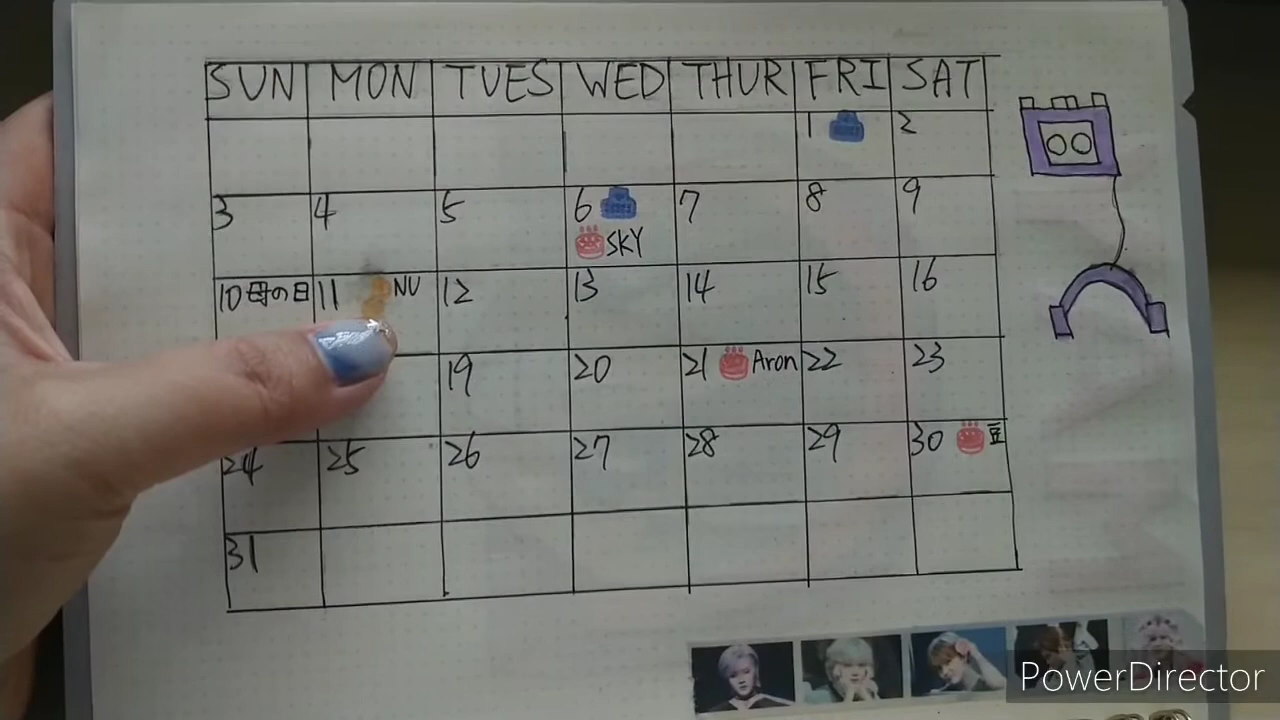 SUN MON TUES WED THUR FRI SAT
1 2
3 4 5 6 7 8 9
SKY
10 母の日 11 NU 12 13 14 15 16
19 20 21 Aron 22 23
24 25 26 27 28 29 30 豆
31
PowerDirector